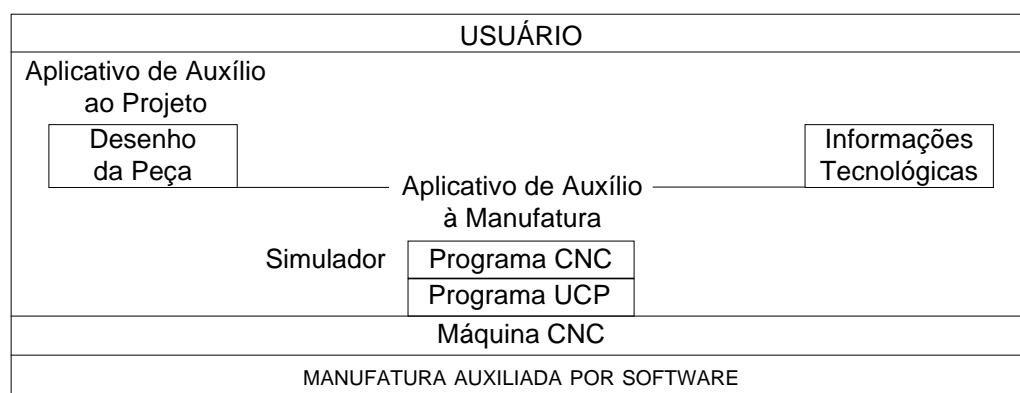 USUÁRIO
Aplicativo de Auxílio
ao Projeto
Desenho
da Peça
Informações
Tecnológicas
Aplicativo de Auxílio
à Manufatura
Simulador
Programa CNC
Programa UCP
Máquina CNC
MANUFATURA AUXILIADA POR SOFTWARE